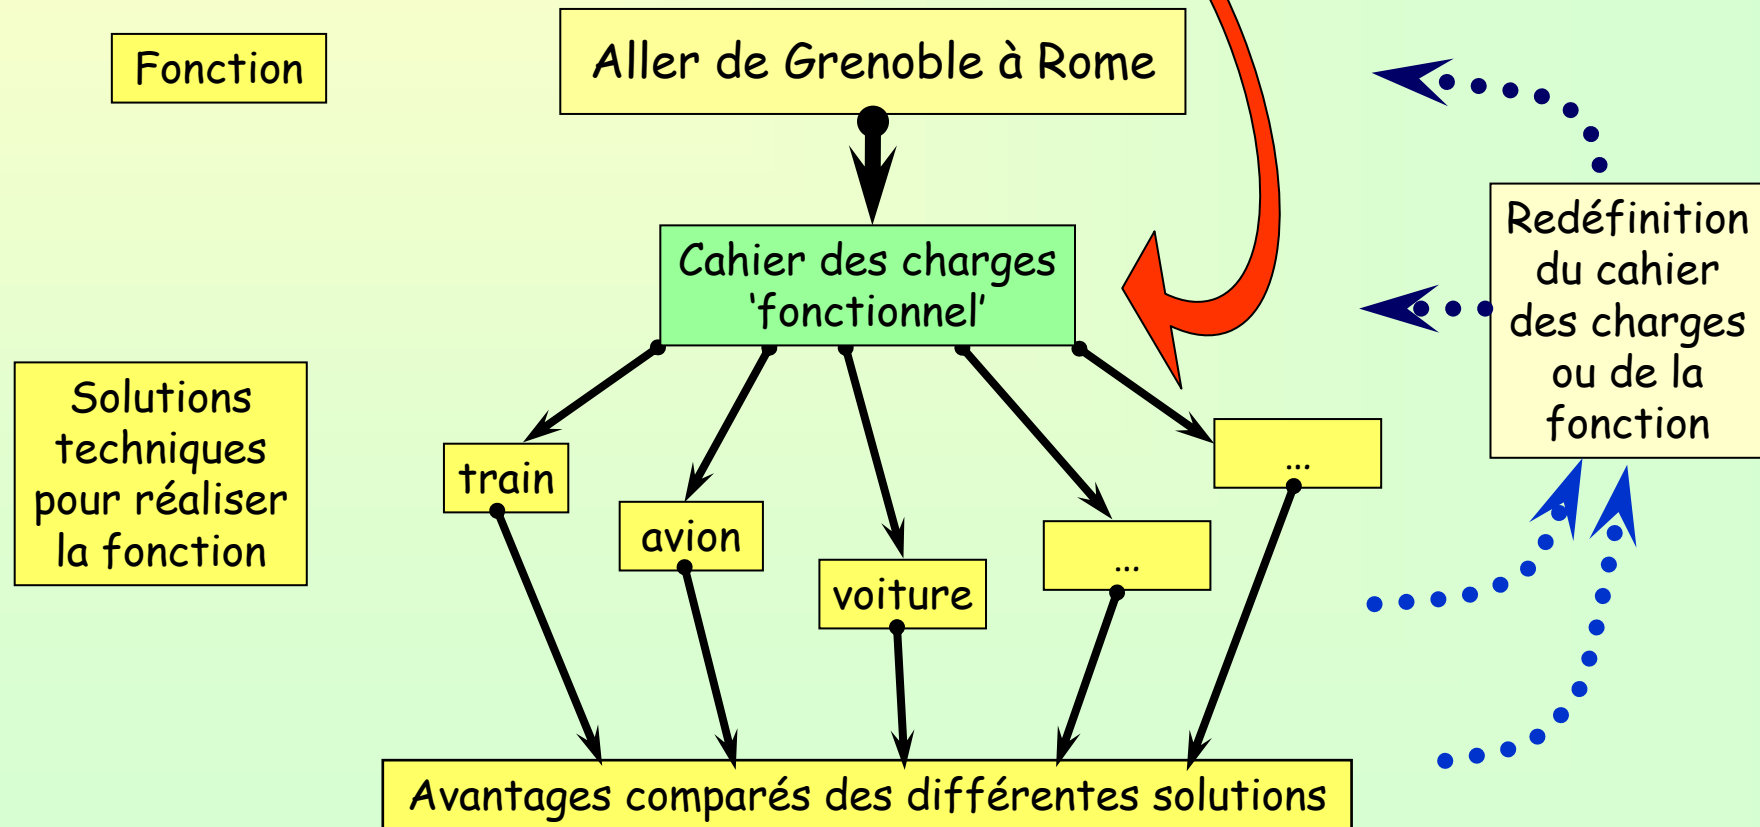 Fonction
Aller de Grenoble à Rome
Cahier des charges
‘fonctionnel’
Redéfinition
du cahier
des charges
ou de la
fonction
Solutions
techniques
pour réaliser
la fonction
train
avion
voiture
...
...
Avantages comparés des différentes solutions